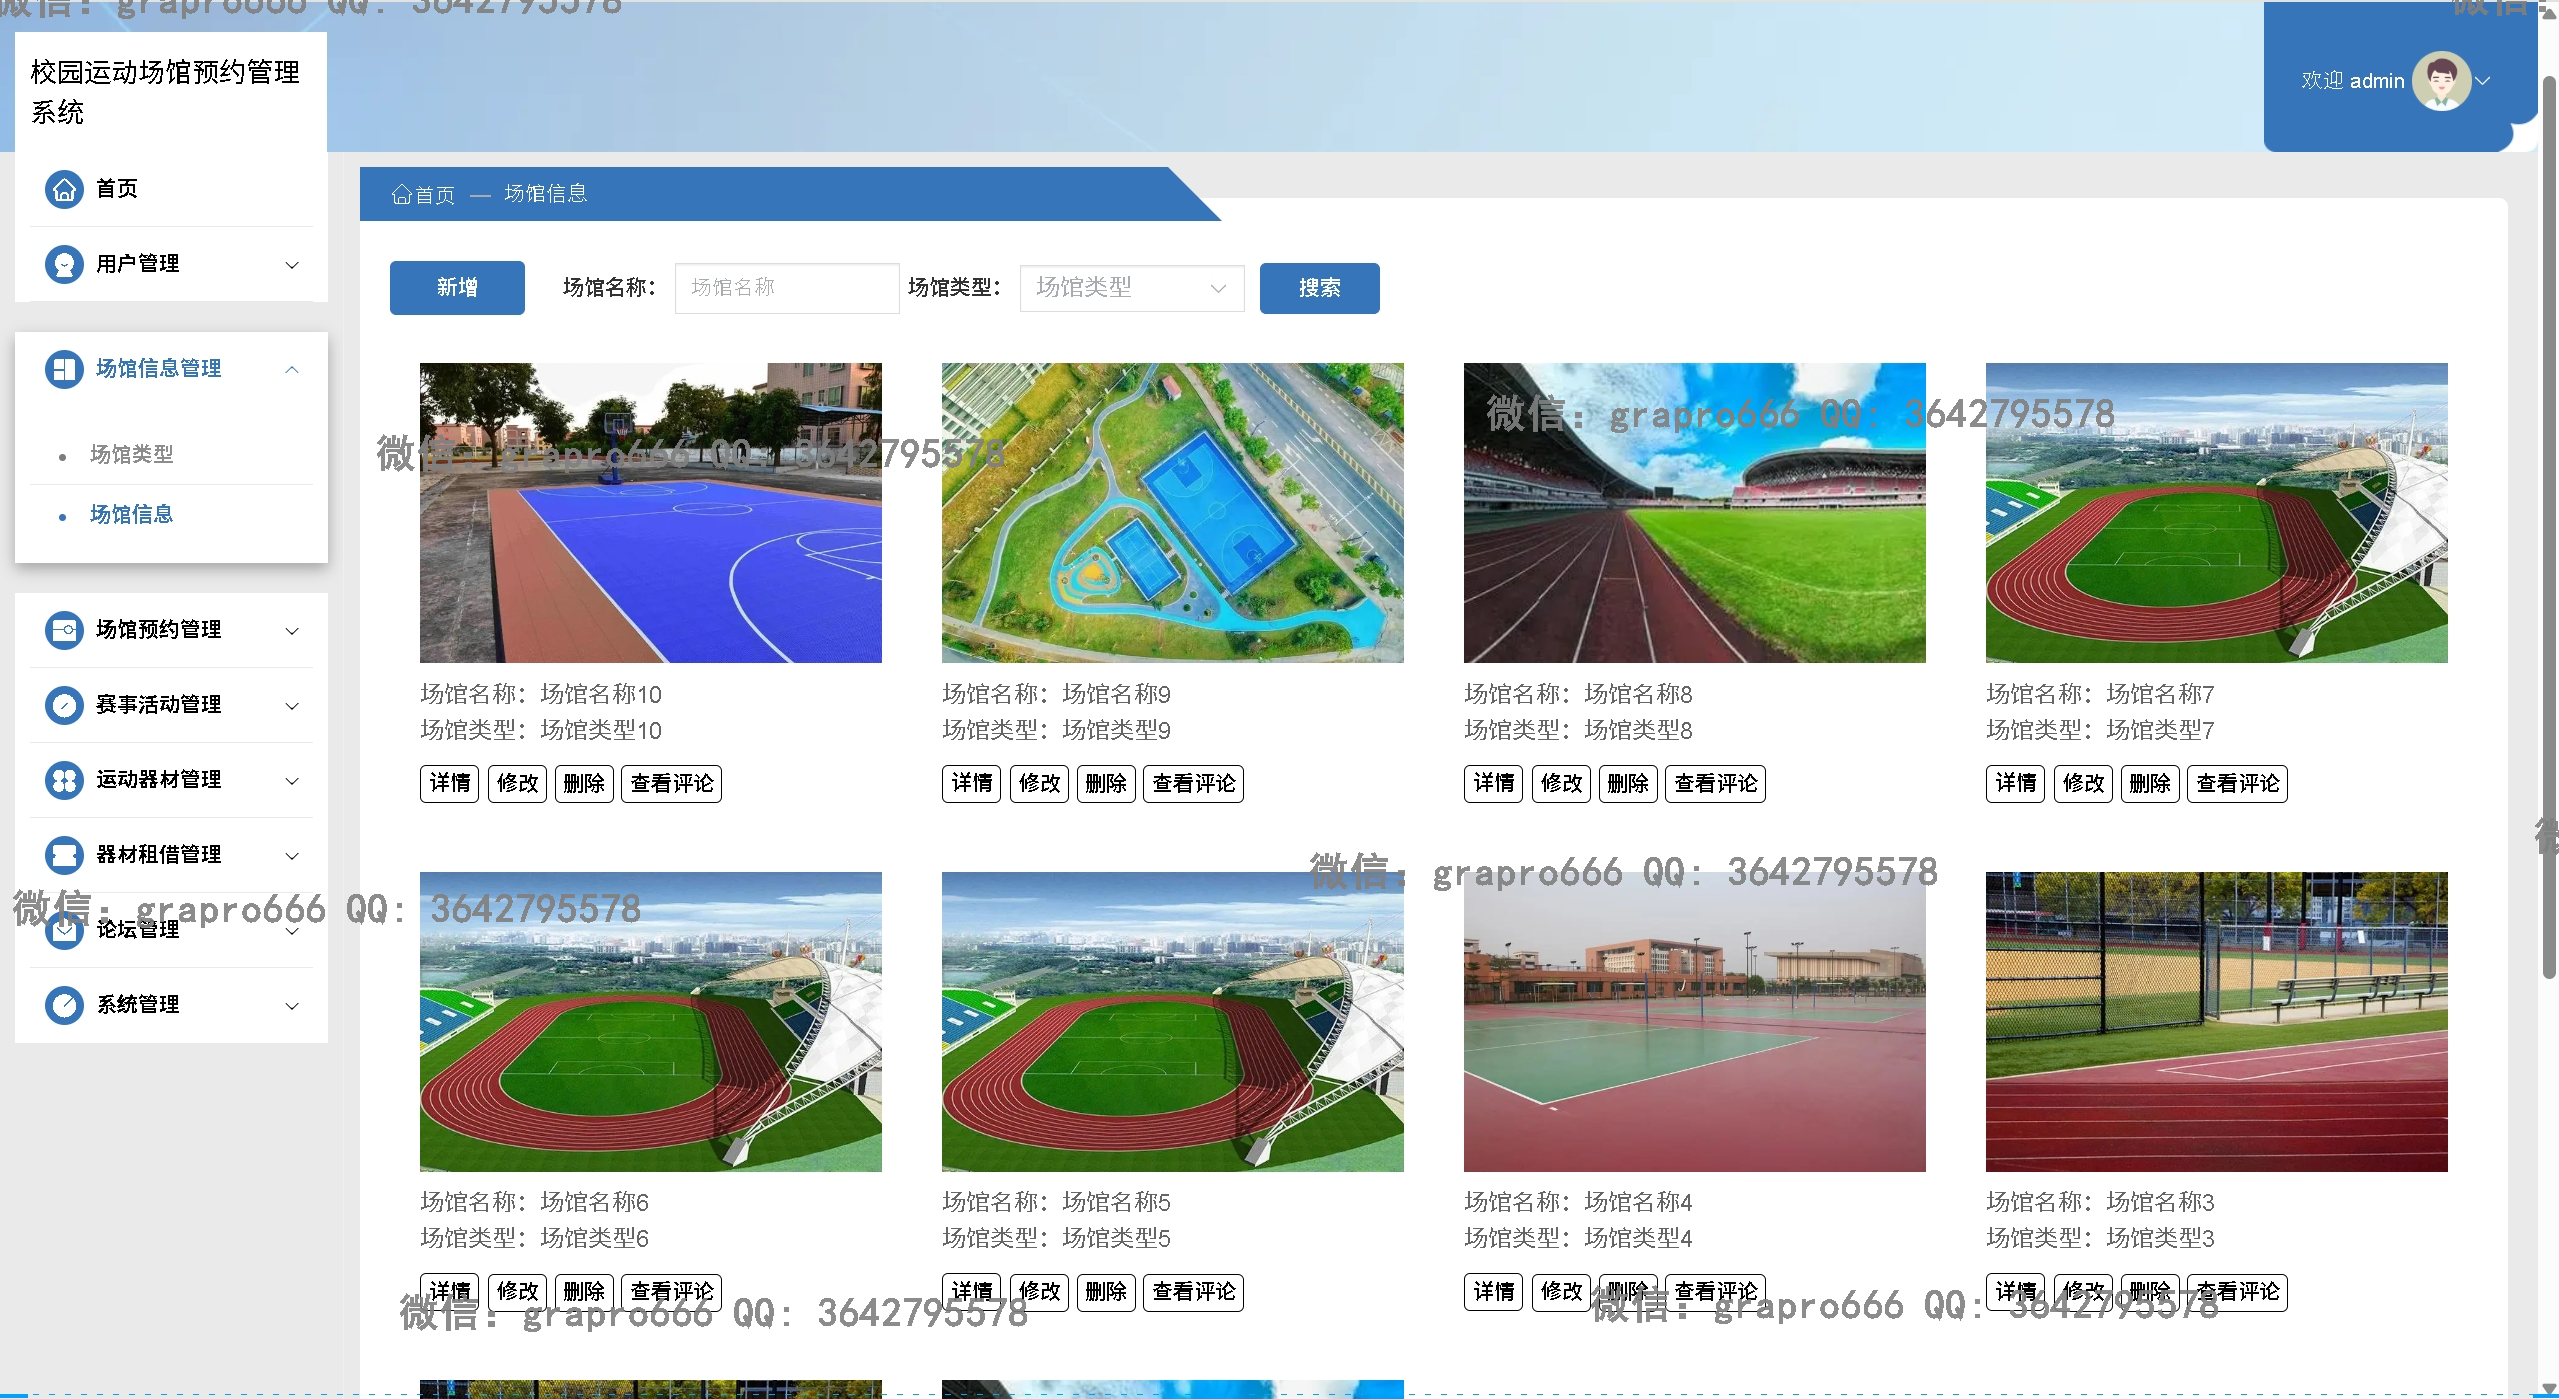 微信: grapro666 QQ: 3642795578
微信:
校园运动场馆预约管理
系统
欢迎 admin
首页
用户管理
场馆信息管理
场馆类型
场馆信息
场馆预约管理
赛事活动管理
运动器材管理
器材租借管理
论坛管理
系统管理
首页 — 场馆信息
新增 场馆名称: 场馆名称 场馆类型: 场馆类型 搜索
微信: grapro666 QQ: 3642795578
微信: grapro666 QQ: 3642795578
场馆名称: 场馆名称10
场馆类型: 场馆类型10
详情 修改 删除 查看评论
场馆名称: 场馆名称9
场馆类型: 场馆类型9
详情 修改 删除 查看评论
场馆名称: 场馆名称8
场馆类型: 场馆类型8
详情 修改 删除 查看评论
场馆名称: 场馆名称7
场馆类型: 场馆类型7
详情 修改 删除 查看评论
微信: grapro666 QQ: 3642795578
微信: grapro666 QQ: 3642795578
场馆名称: 场馆名称6
场馆类型: 场馆类型6
详情 修改 删除 查看评论
场馆名称: 场馆名称5
场馆类型: 场馆类型5
详情 修改 删除 查看评论
场馆名称: 场馆名称4
场馆类型: 场馆类型4
详情 修改 删除 查看评论
场馆名称: 场馆名称3
场馆类型: 场馆类型3
详情 修改 删除 查看评论
微信: grapro666 QQ: 3642795578
微信: grapro666 QQ: 3642795578